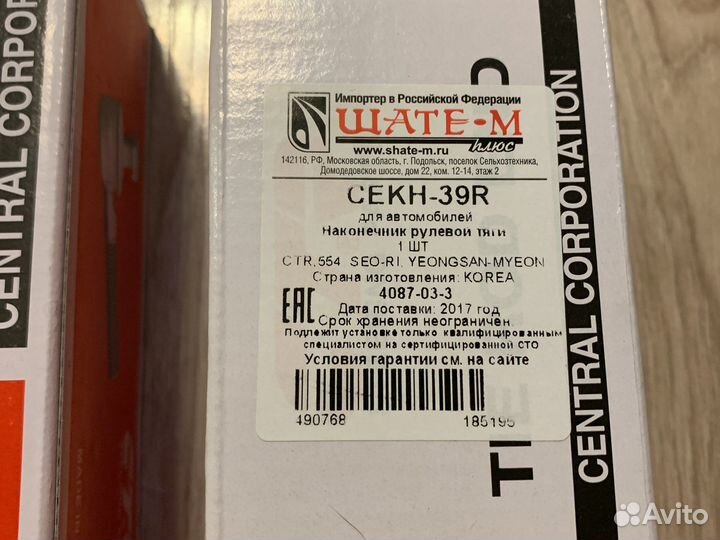 CENTRAL CORPOR
Импортер в Российской Федерации
ШАТЕ-М
плюс
www.shate-m.ru
142116, РФ, Московская область, г. Подольск, поселок Сельхозтехника,
Домодедовское шоссе, дом 22, ком. 12-14, этаж 2
CEKH-39R
для автомобилей
Наконечник рулевой тяги
1 ШТ
CTR,554 SEO-RI, YEONGSAN-MYEON
Страна изготовления: KOREA
4087-03-3
EAC
Дата поставки: 2017 год
Срок хранения неограничен.
Подлежит установке только квалифицированным
специалистом на сертифицированной СТО
Условия гарантии см. на сайте
490768 185195
CENTRAL CORPORATION
MADE IN
Avito